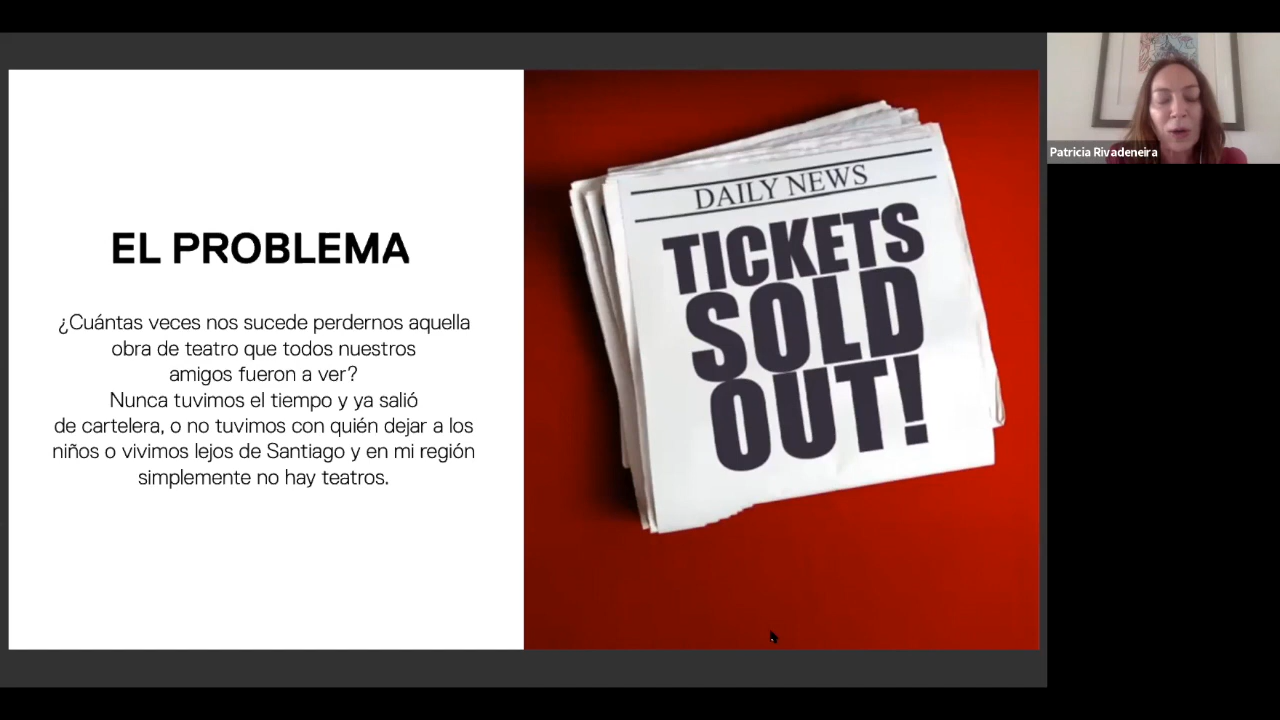 EL PROBLEMA
¿Cuántas veces nos sucede perdernos aquella
obra de teatro que todos nuestros
amigos fueron a ver?
Nunca tuvimos el tiempo y ya salió
de cartelera, o no tuvimos con quién dejar a los
niños o vivimos lejos de Santiago y en mi región
simplemente no hay teatros.
DAILY NEWS
TICKETS
SOLD
OUT!
Patricia Rivadeneira